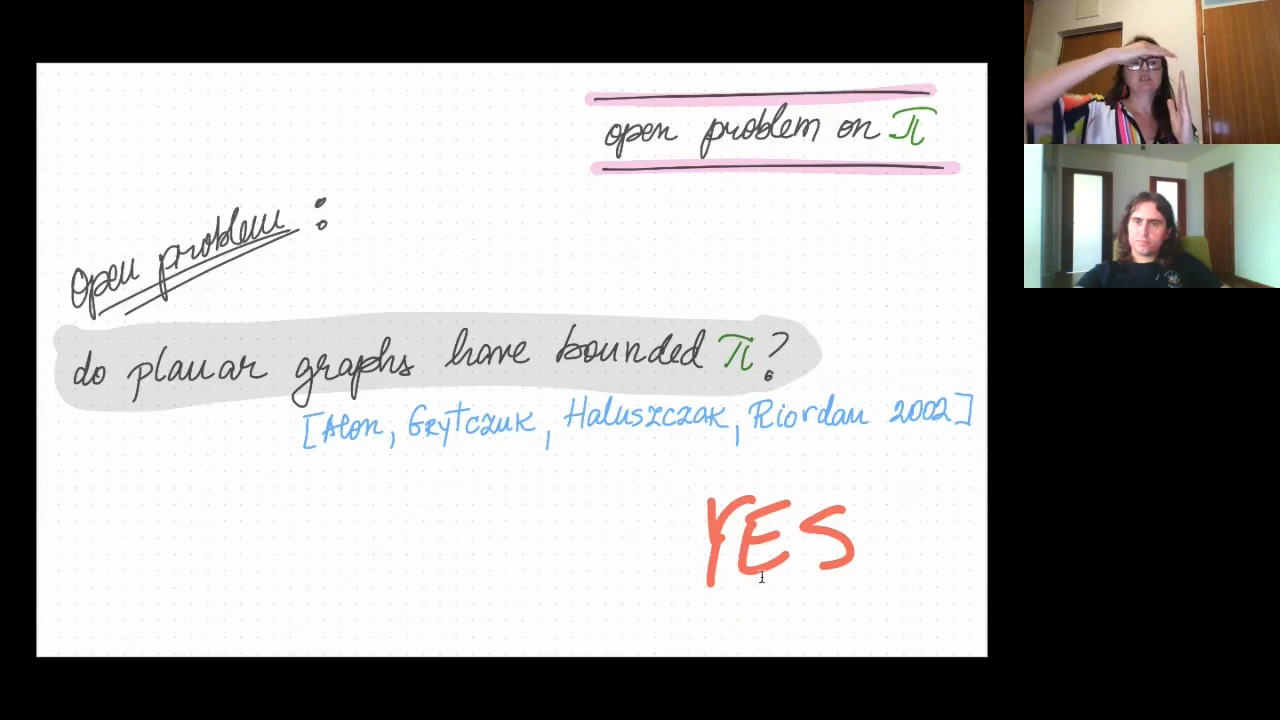 open problem on π
Open problem :
do planar graphs have bounded π?
[Alon, Grytczuk, Haluszczak, Riordan 2002]
YES